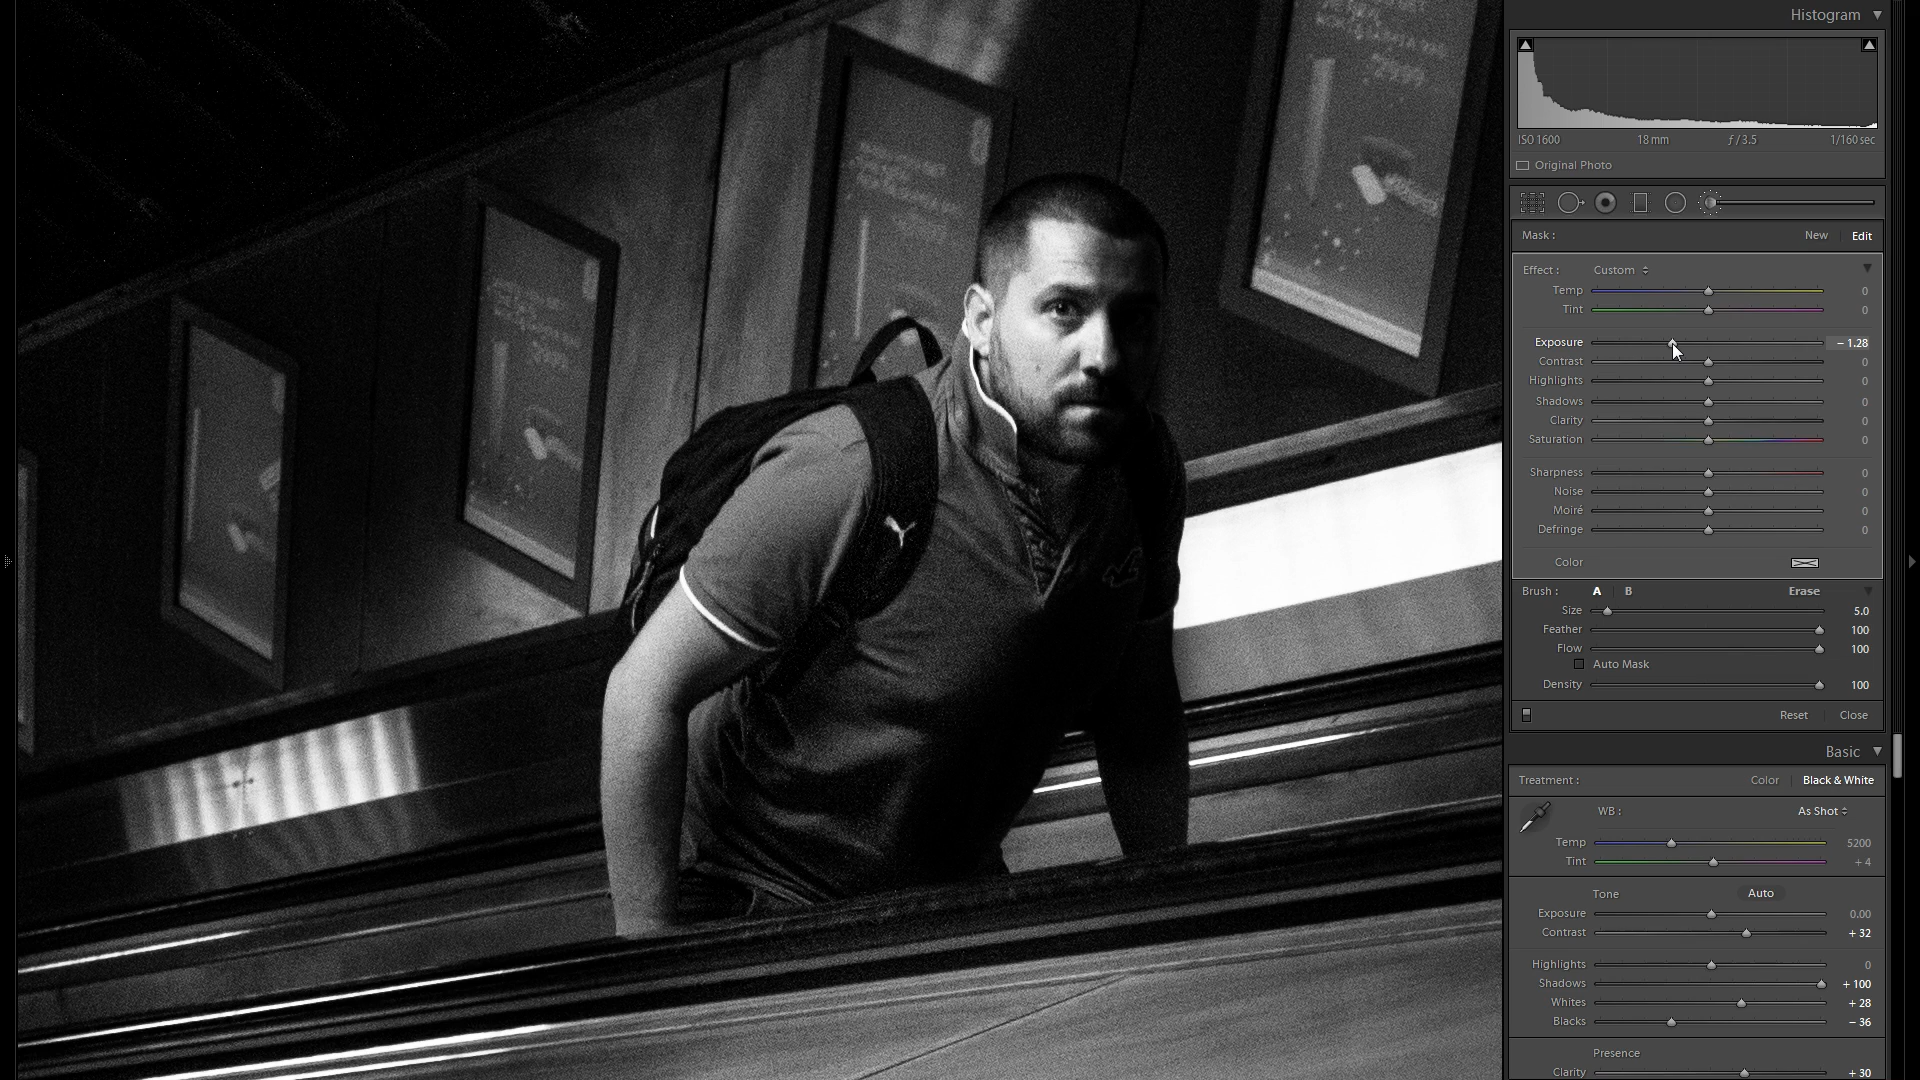 Histogram
ISO 1600 18 mm ƒ / 3.5 1/160 sec
Original Photo
Mask : New Edit
Effect : Custom
Temp 0
Tint 0
Exposure – 1.28
Contrast 0
Highlights 0
Shadows 0
Clarity 0
Saturation 0
Sharpness 0
Noise 0
Moiré 0
Defringe 0
Color
Brush : A B Erase
Size 5.0
Feather 100
Flow 100
Auto Mask
Density 100
Reset Close
Basic
Treatment : Color Black & White
WB : As Shot
Temp 5200
Tint + 4
Tone Auto
Exposure 0.00
Contrast + 32
Highlights 0
Shadows + 100
Whites + 28
Blacks – 36
Presence
Clarity + 30